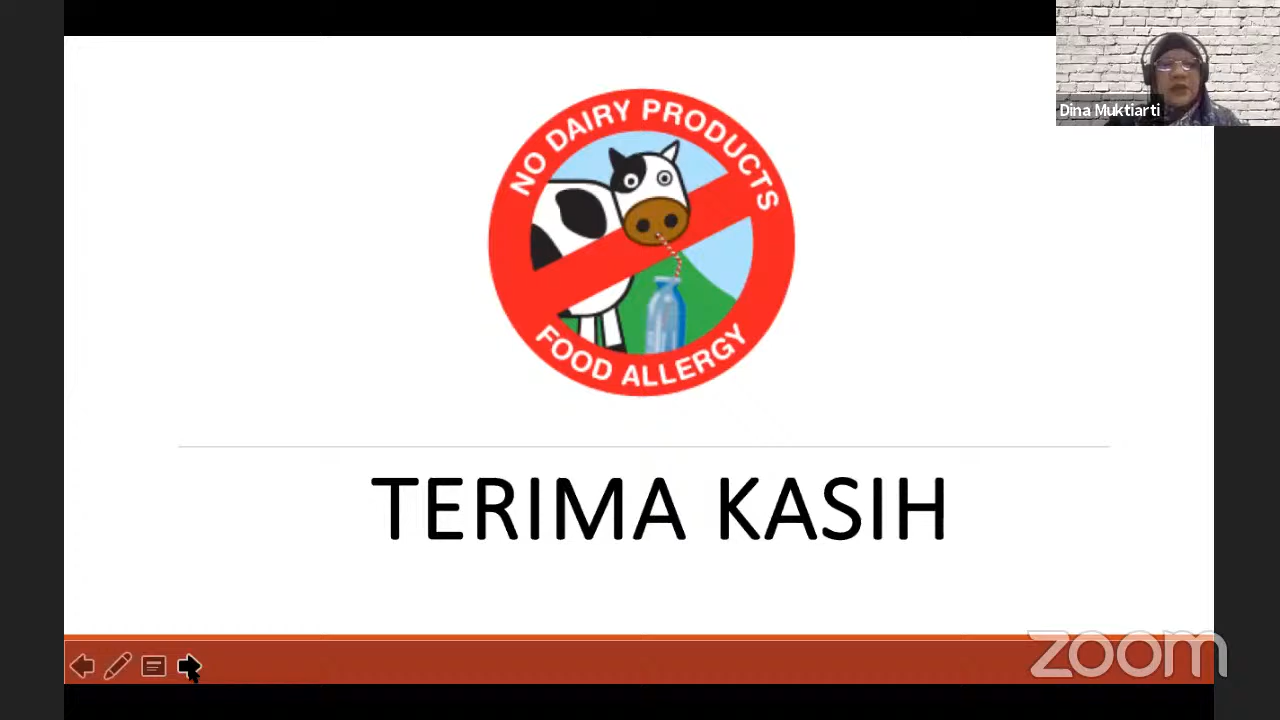 Dina Muktiarti
NO DAIRY PRODUCTS
FOOD ALLERGY
TERIMA KASIH
zoom